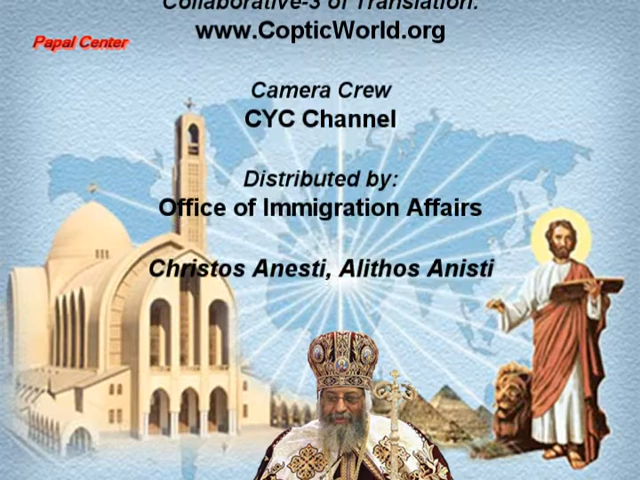 Collaborative-3 of Translation:
www.CopticWorld.org
Papal Center
Camera Crew
CYC Channel
Distributed by:
Office of Immigration Affairs
Christos Anesti, Alithos Anisti